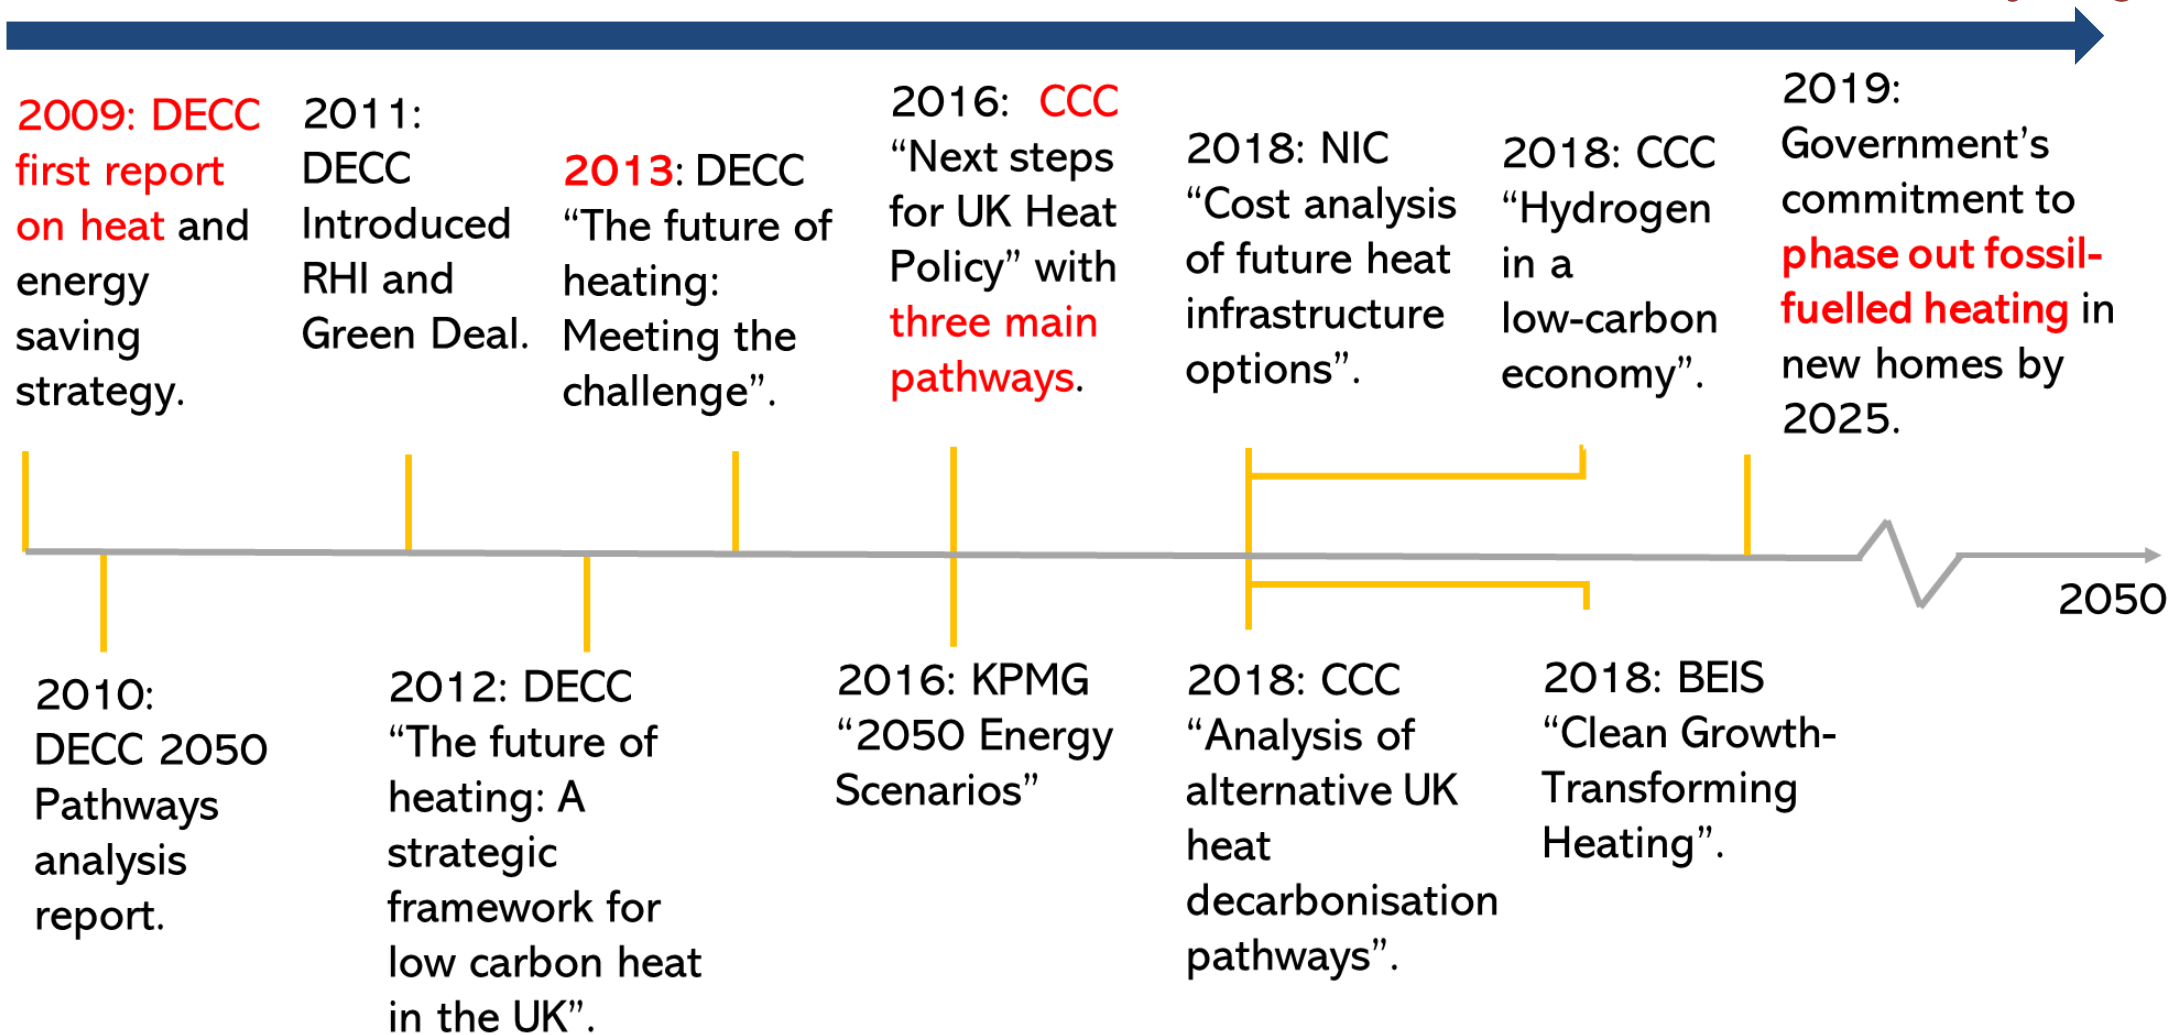 2009: DECC
first report
on heat and
energy
saving
strategy.
2011:
DECC
Introduced
RHI and
Green Deal.
2013: DECC
“The future of
heating:
Meeting the
challenge”.
2016: CCC
“Next steps
for UK Heat
Policy” with
three main
pathways.
2018: NIC
“Cost analysis
of future heat
infrastructure
options”.
2018: CCC
“Hydrogen
in a
low-carbon
economy”.
2019:
Government’s
commitment to
phase out fossil-
fuelled heating in
new homes by
2025.
2050
2010:
DECC 2050
Pathways
analysis
report.
2012: DECC
“The future of
heating: A
strategic
framework for
low carbon heat
in the UK”.
2016: KPMG
“2050 Energy
Scenarios”
2018: CCC
“Analysis of
alternative UK
heat
decarbonisation
pathways”.
2018: BEIS
“Clean Growth-
Transforming
Heating”.